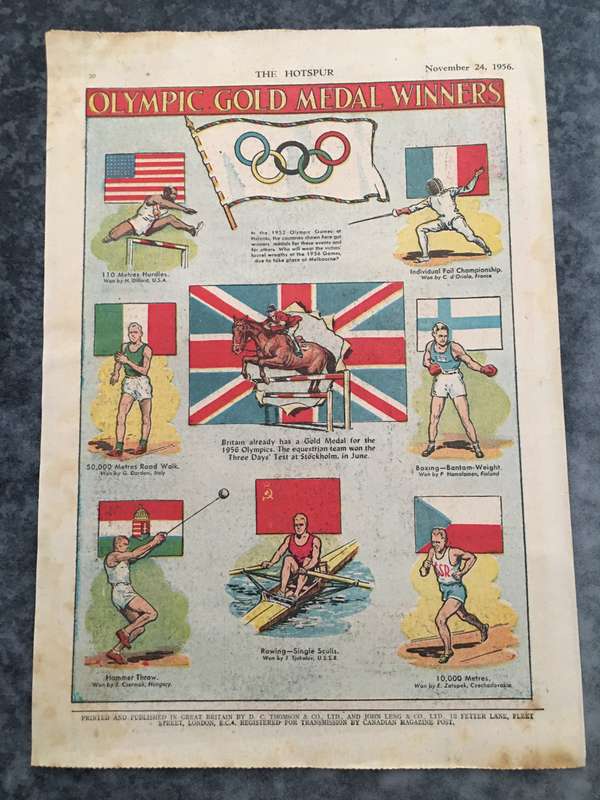 20
THE HOTSPUR
November 24, 1956.
OLYMPIC GOLD MEDAL WINNERS
In the 1952 Olympic Games at
Helsinki, the countries shown here got
winners' medals for these events and
for others. Who will wear the victors'
laurel wreaths at the 1956 Games,
due to take place at Melbourne?
110 Metres Hurdles.
Won by H. Dillard, U.S.A.
Individual Foil Championship.
Won by C. d'Oriola, France
50,000 Metres Road Walk.
Won by G. Dordoni, Italy
Britain already has a Gold Medal for the
1956 Olympics. The equestrian team won the
Three Days' Test at Stockholm, in June.
Boxing—Bantam-Weight.
Won by P. Hamalainen, Finland
Hammer Throw.
Won by J. Csermak, Hungary.
Rowing—Single Sculls.
Won by J. Tjukalov, U.S.S.R.
SR
10,000 Metres.
Won by E. Zatopek, Czechoslovakia.
PRINTED AND PUBLISHED IN GREAT BRITAIN BY D. C. THOMSON & CO., LTD., AND JOHN LENG & CO., LTD. 12 FETTER LANE, FLEET
STREET, LONDON, E.C.4. REGISTERED FOR TRANSMISSION BY CANADIAN MAGAZINE POST.